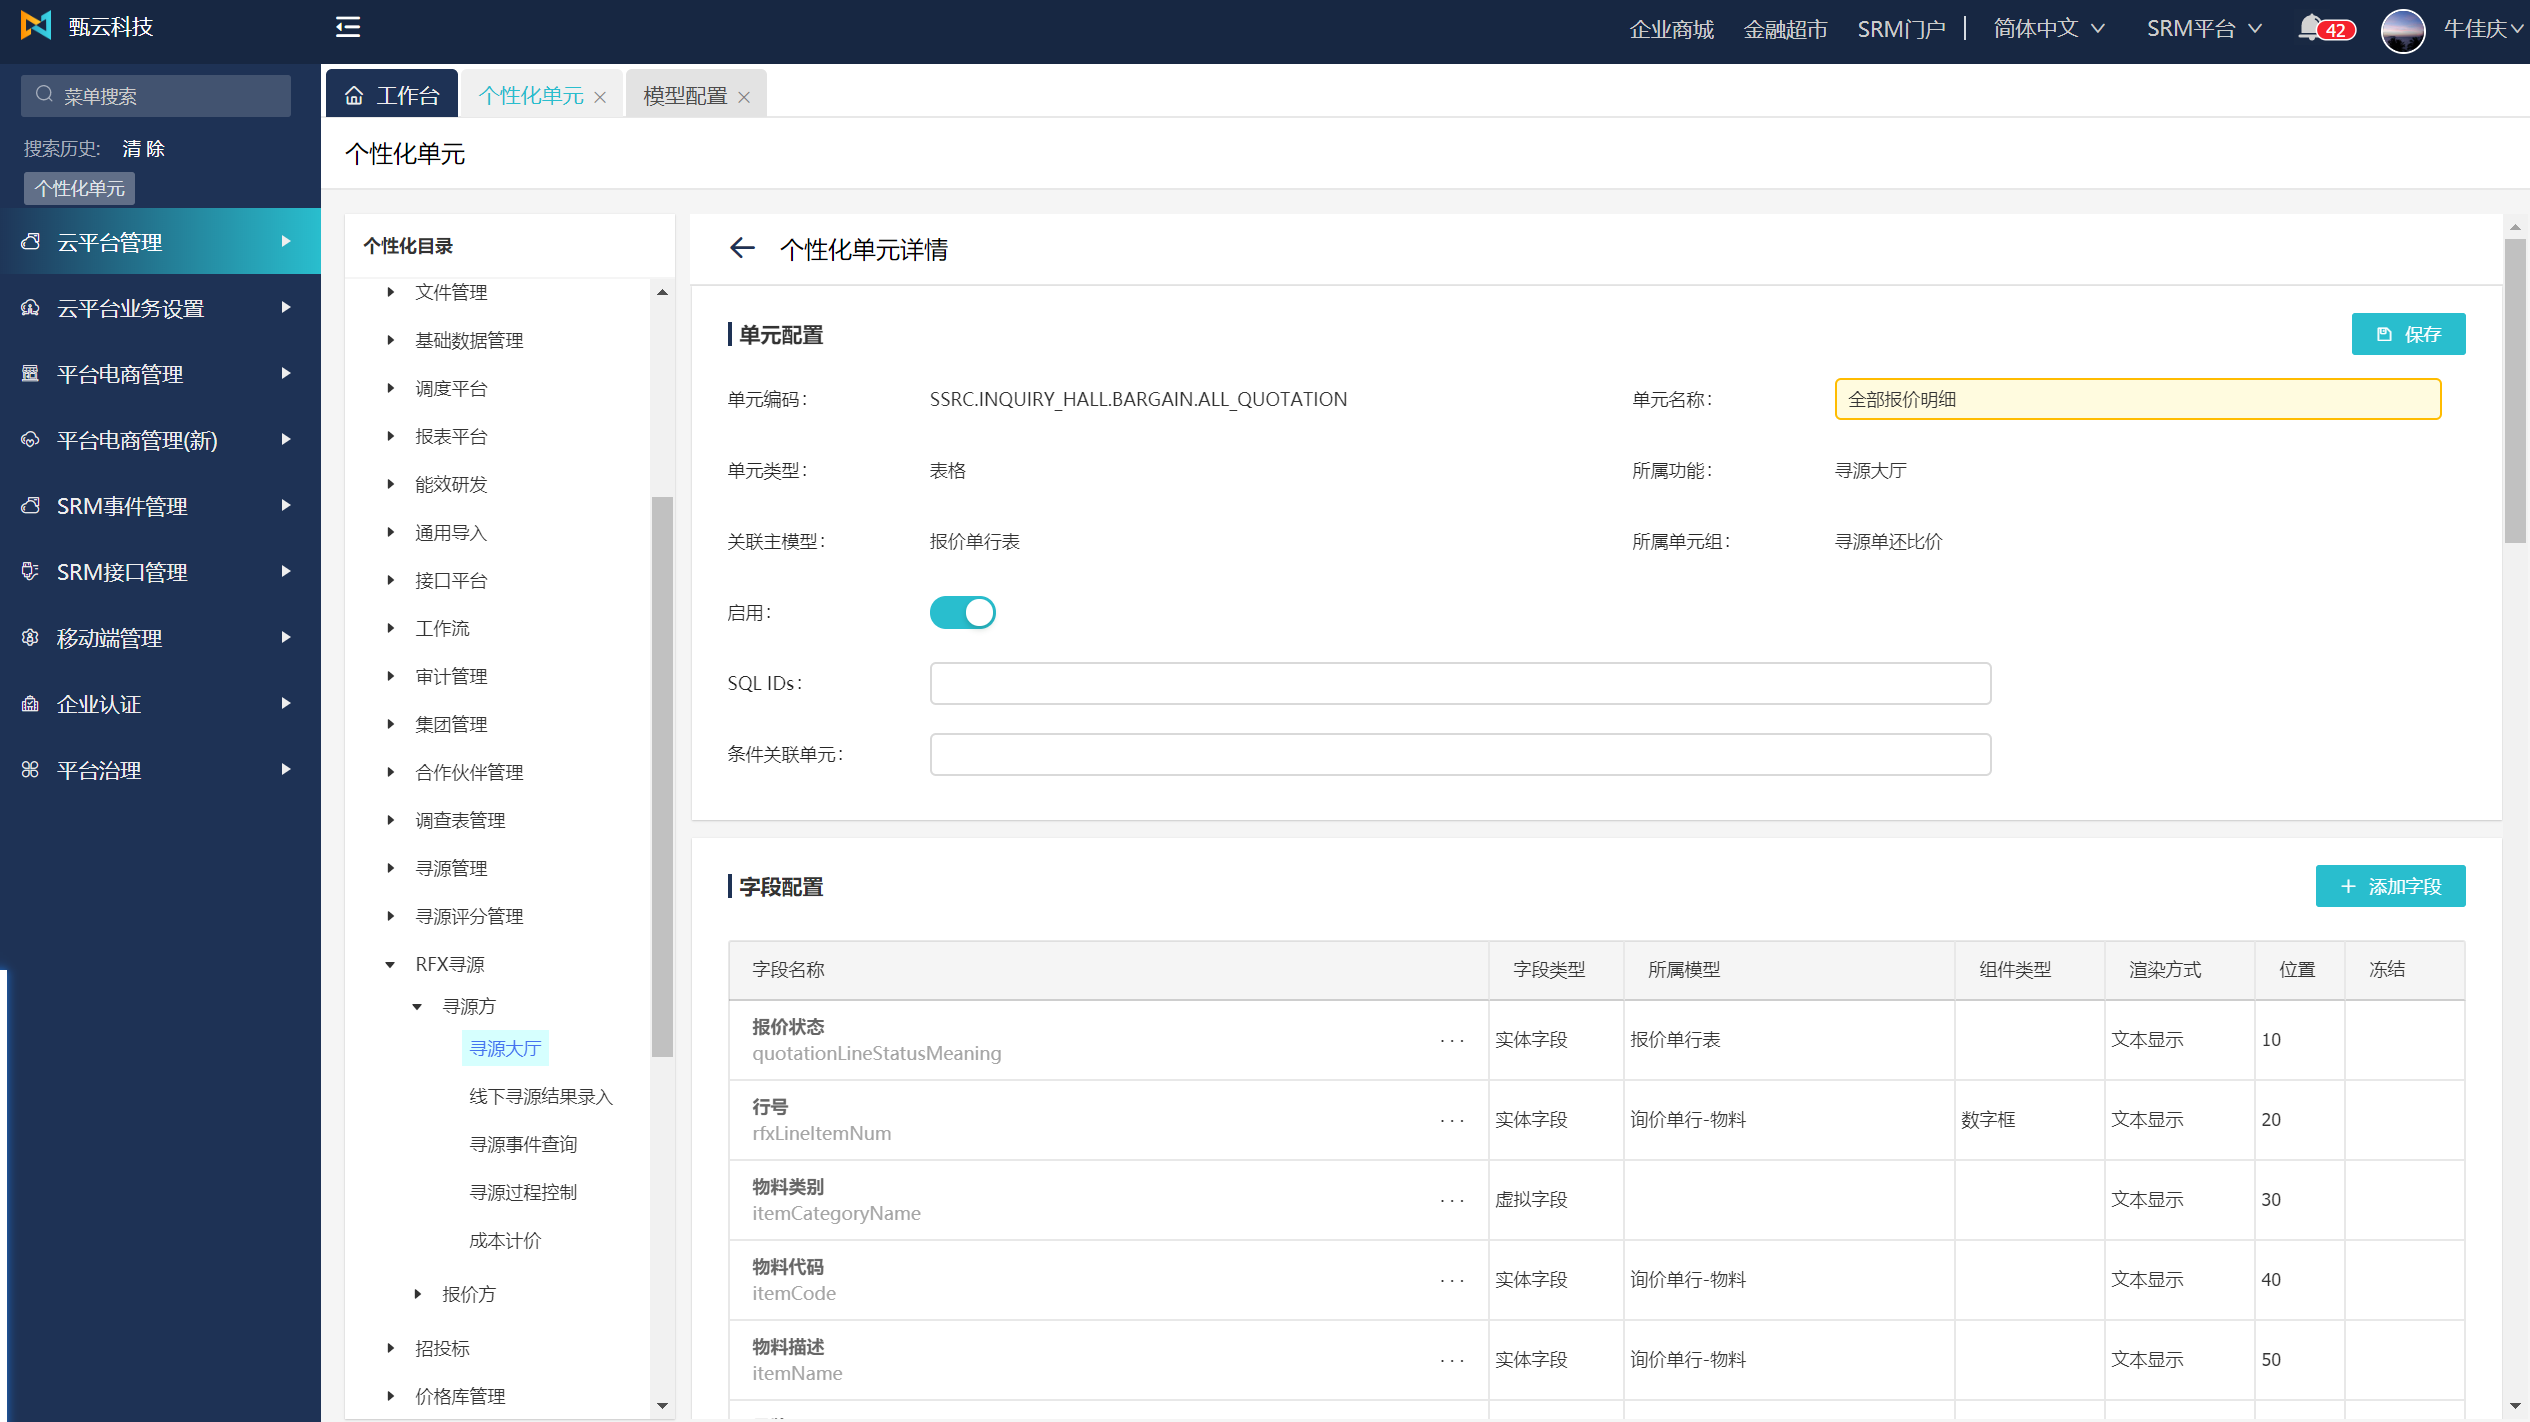 甄云科技
企业商城 金融超市 SRM门户 简体中文 SRM平台 42 牛佳庆
菜单搜索
搜索历史: 清 除
个性化单元
云平台管理
云平台业务设置
平台电商管理
平台电商管理(新)
SRM事件管理
SRM接口管理
移动端管理
企业认证
平台治理
工作台 个性化单元 模型配置
个性化单元
个性化目录
文件管理
基础数据管理
调度平台
报表平台
能效研发
通用导入
接口平台
工作流
审计管理
集团管理
合作伙伴管理
调查表管理
寻源管理
寻源评分管理
RFX寻源
寻源方
寻源大厅
线下寻源结果录入
寻源事件查询
寻源过程控制
成本计价
报价方
招投标
价格库管理
个性化单元详情
单元配置 保存
单元编码: SSRC.INQUIRY_HALL.BARGAIN.ALL_QUOTATION 单元名称: 全部报价明细
单元类型: 表格 所属功能: 寻源大厅
关联主模型: 报价单行表 所属单元组: 寻源单还比价
启用:
SQL IDs:
条件关联单元:
字段配置 添加字段
字段名称 字段类型 所属模型 组件类型 渲染方式 位置 冻结
报价状态
quotationLineStatusMeaning ··· 实体字段 报价单行表 文本显示 10
行号
rfxLineItemNum ··· 实体字段 询价单行-物料 数字框 文本显示 20
物料类别
itemCategoryName ··· 虚拟字段 文本显示 30
物料代码
itemCode ··· 实体字段 询价单行-物料 文本显示 40
物料描述
itemName ··· 实体字段 询价单行-物料 文本显示 50